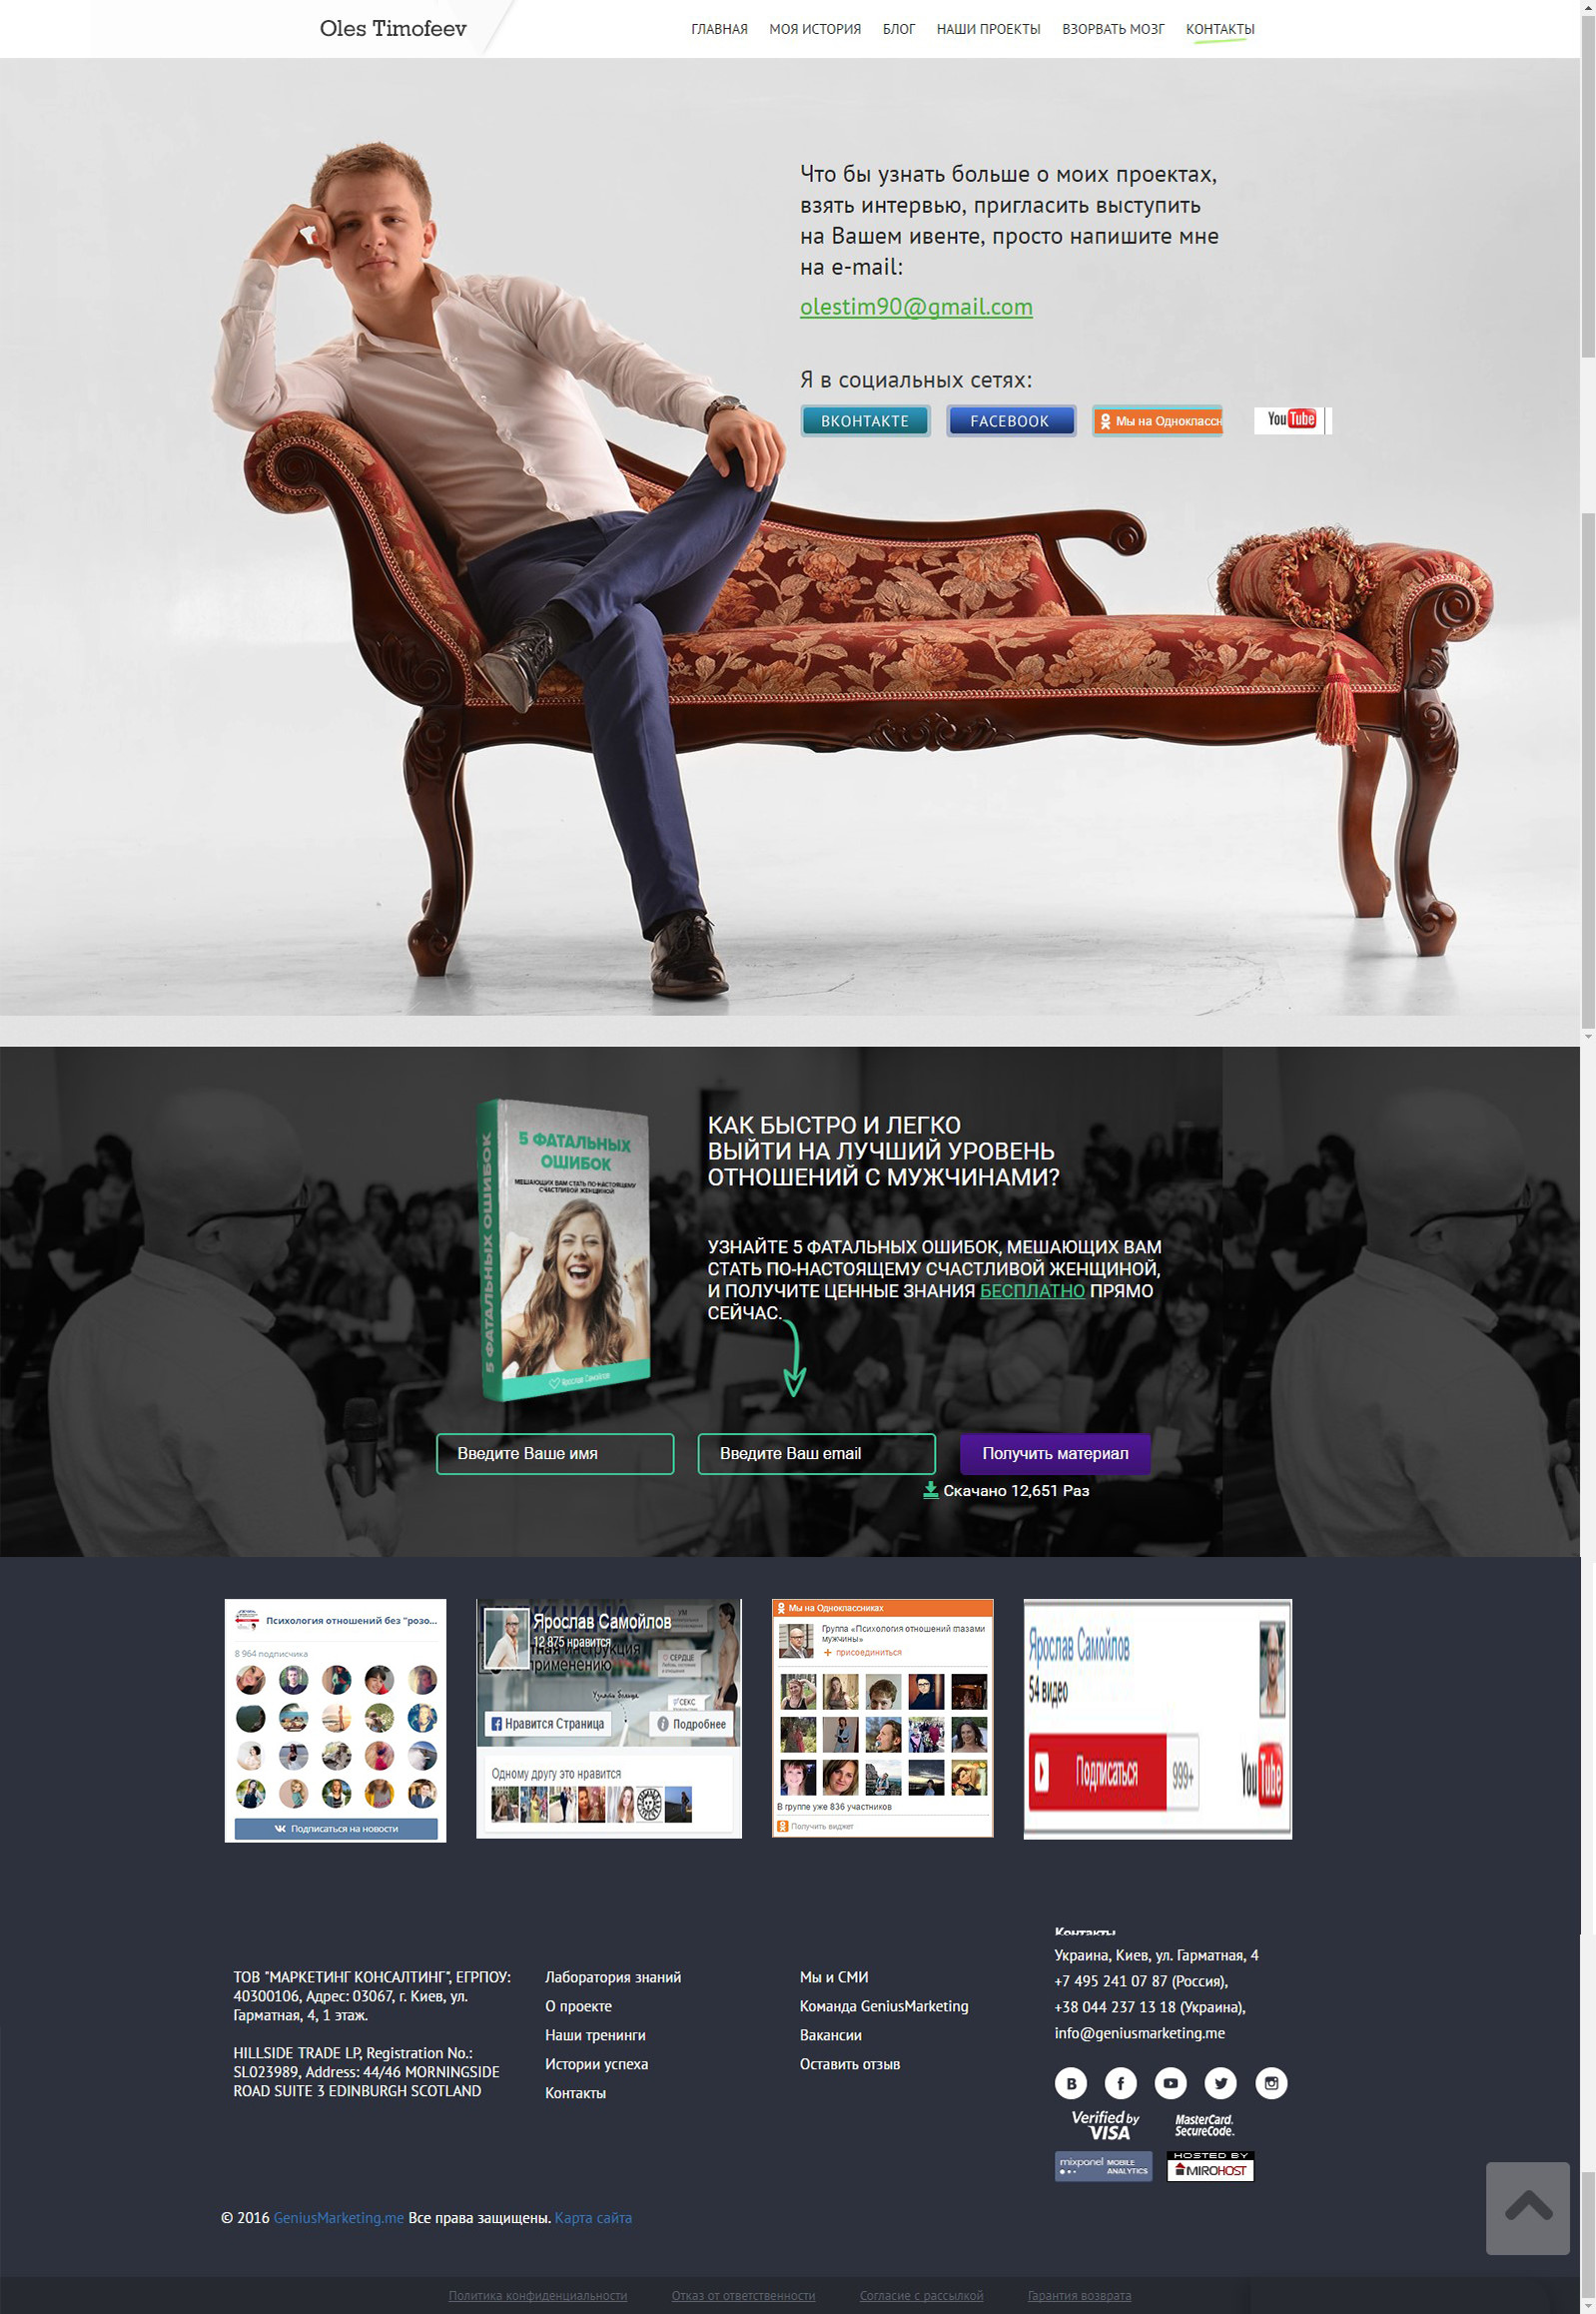 Oles Timofeev
ГЛАВНАЯ МОЯ ИСТОРИЯ БЛОГ НАШИ ПРОЕКТЫ ВЗОРВАТЬ МОЗГ КОНТАКТЫ
Что бы узнать больше о моих проектах,
взять интервью, пригласить выступить
на Вашем ивенте, просто напишите мне
на e-mail:
olestim90@gmail.com
Я в социальных сетях:
ВКОНТАКТЕ FACEBOOK Мы на Одноклассн YouTube
5 ФАТАЛЬНЫХ ОШИБОК
5 ФАТАЛЬНЫХ
ОШИБОК
МЕШАЮЩИХ ВАМ СТАТЬ ПО-НАСТОЯЩЕМУ
СЧАСТЛИВОЙ ЖЕНЩИНОЙ
Ярослав Самойлов
КАК БЫСТРО И ЛЕГКО
ВЫЙТИ НА ЛУЧШИЙ УРОВЕНЬ
ОТНОШЕНИЙ С МУЖЧИНАМИ?
УЗНАЙТЕ 5 ФАТАЛЬНЫХ ОШИБОК, МЕШАЮЩИХ ВАМ
СТАТЬ ПО-НАСТОЯЩЕМУ СЧАСТЛИВОЙ ЖЕНЩИНОЙ,
И ПОЛУЧИТЕ ЦЕННЫЕ ЗНАНИЯ БЕСПЛАТНО ПРЯМО
СЕЙЧАС.
Введите Ваше имя Введите Ваш email Получить материал
Скачано 12,651 Раз
Психология отношений без "розо...
8 964 подписчика
Подписаться на новости
Ярослав Самойлов
12 875 нравится
инструкция
применению
УМ
СЕРДЦЕ
СЕКС
Узнать больше
Нравится Страница Подробнее
Одному другу это нравится
Мы на Одноклассниках
Группа «Психология отношений глазами
мужчины»
+ присоединиться
В группе уже 836 участников
Получить виджет
Ярослав Самойлов
54 видео
Подписаться 999+ YouTube
ТОВ "МАРКЕТИНГ КОНСАЛТИНГ", ЕГРПОУ:
40300106, Адрес: 03067, г. Киев, ул.
Гарматная, 4, 1 этаж.
HILLSIDE TRADE LP, Registration No.:
SL023989, Address: 44/46 MORNINGSIDE
ROAD SUITE 3 EDINBURGH SCOTLAND
Лаборатория знаний
О проекте
Наши тренинги
Истории успеха
Контакты
Мы и СМИ
Команда GeniusMarketing
Вакансии
Оставить отзыв
Контакты
Украина, Киев, ул. Гарматная, 4
+7 495 241 07 87 (Россия),
+38 044 237 13 18 (Украина),
info@geniusmarketing.me
Verified by
VISA
MasterCard.
SecureCode.
mixpanel MOBILE
ANALYTICS
HOSTED BY
MIROHOST
© 2016 GeniusMarketing.me Все права защищены. Карта сайта
Политика конфиденциальности Отказ от ответственности Согласие с рассылкой Гарантия возврата